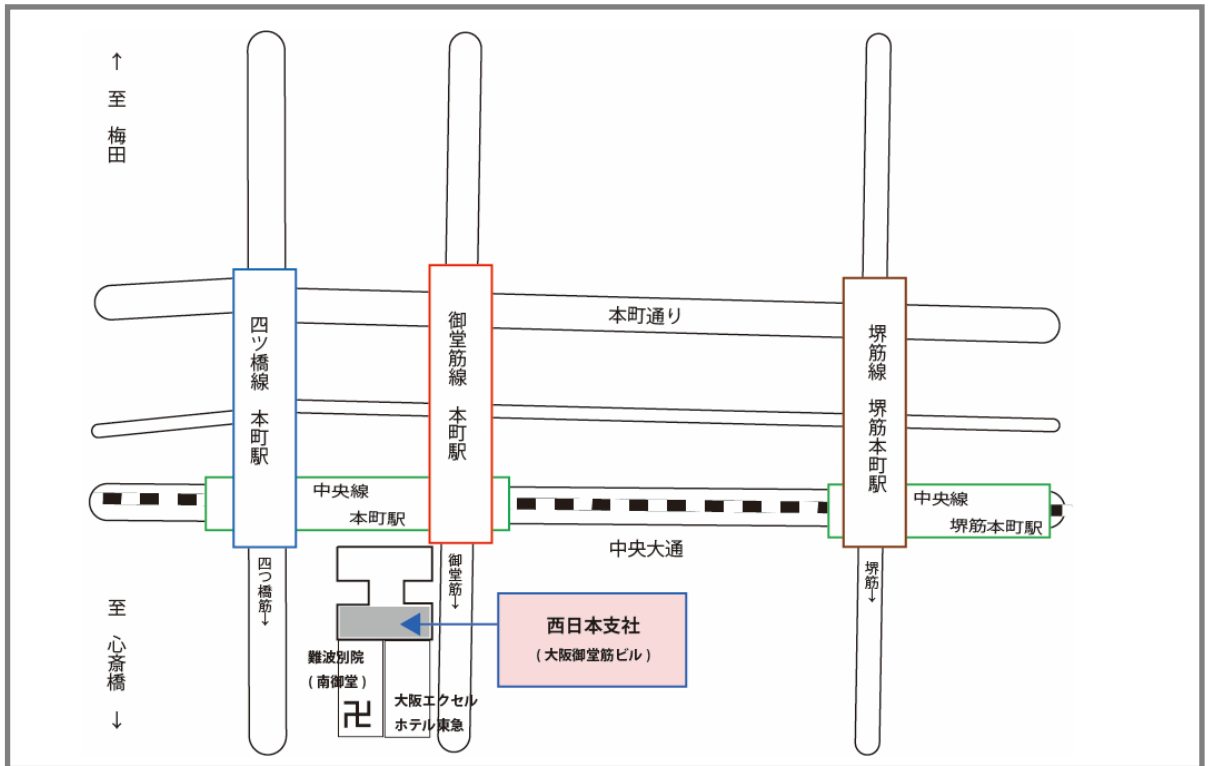 ↑ 至 梅田
四ツ橋線 本町駅
御堂筋線 本町駅
本町通り
堺筋線 堺筋本町駅
中央線
本町駅
中央線
堺筋本町駅
中央大通
四つ橋筋→
御堂筋→
堺筋→
至 心斎橋 ↓
西日本支社
(大阪御堂筋ビル)
難波別院
(南御堂)
卍
大阪エクセル
ホテル東急